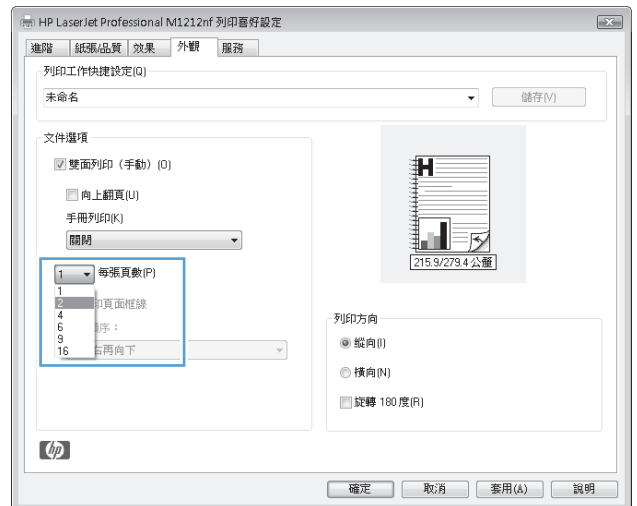 HP LaserJet Professional M1212nf 列印喜好設定
進階 紙張/品質 效果 外觀 服務
列印工作快捷設定(Q)
未命名 儲存(V)
文件選項
雙面列印（手動）(O)
向上翻頁(U)
手冊列印(K)
關閉
H
215.9/279.4 公釐
1 每張頁數(P)
1
2 印頁面框線
4
6 順序：
9
16 右再向下
列印方向
縱向(I)
橫向(N)
旋轉 180 度(R)
hp
確定 取消 套用(A) 說明